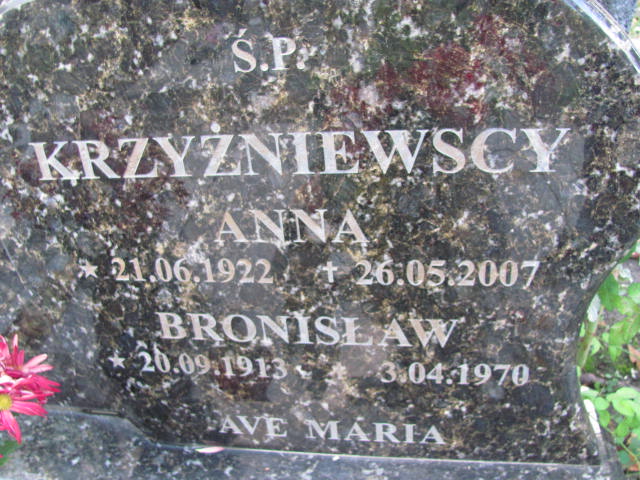 Ś.P.
KRZYŻNIEWSCY
ANNA
★ 21.06.1922 ✝ 26.05.2007
BRONISŁAW
★ 20.09.1913 ✝ 3.04.1970
AVE MARIA